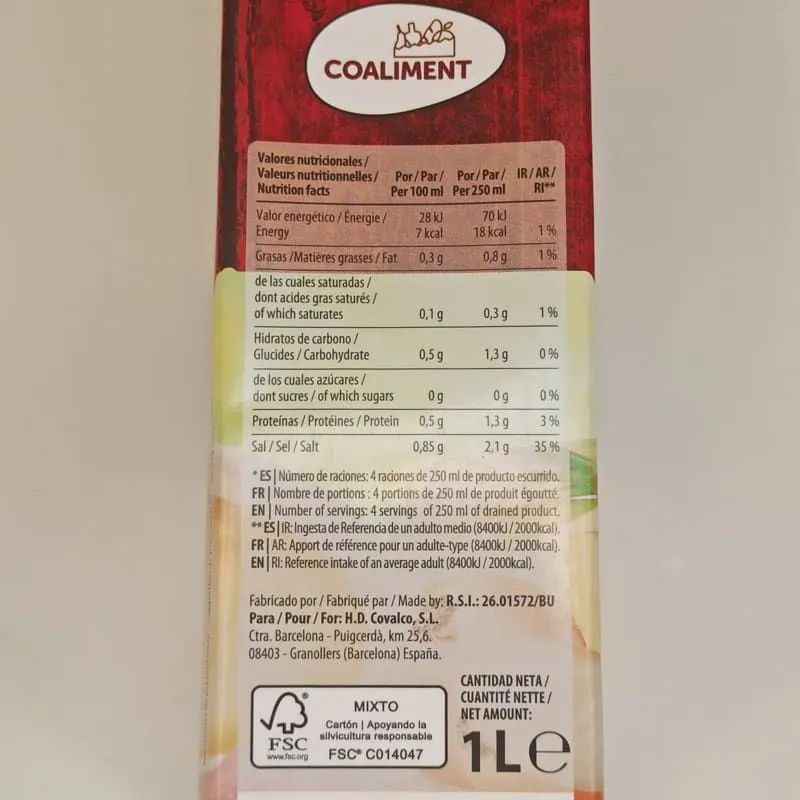 COALIMENT
Valores nutricionales /
Valeurs nutritionnelles / Por / Par / Por / Par / IR / AR /
Nutrition facts Per 100 ml Per 250 ml RI**
Valor energético / Énergie / 28 kJ 70 kJ
Energy 7 kcal 18 kcal 1 %
Grasas /Matières grasses / Fat 0,3 g 0,8 g 1 %
de las cuales saturadas /
dont acides gras saturés /
of which saturates 0,1 g 0,3 g 1 %
Hidratos de carbono /
Glucides / Carbohydrate 0,5 g 1,3 g 0 %
de los cuales azúcares /
dont sucres / of which sugars 0 g 0 g 0 %
Proteínas / Protéines / Protein 0,5 g 1,3 g 3 %
Sal / Sel / Salt 0,85 g 2,1 g 35 %
* ES | Número de raciones: 4 raciones de 250 ml de producto escurrido.
FR | Nombre de portions : 4 portions de 250 ml de produit égoutté.
EN | Number of servings: 4 servings of 250 ml of drained product.
** ES | IR: Ingesta de Referencia de un adulto medio (8400kJ / 2000kcal).
FR | AR: Apport de référence pour un adulte-type (8400kJ / 2000kcal).
EN | RI: Reference intake of an average adult (8400kJ / 2000kcal).
Fabricado por / Fabriqué par / Made by: R.S.I.: 26.01572/BU
Para / Pour / For: H.D. Covalco, S.L.
Ctra. Barcelona - Puigcerdà, km 25,6.
08403 - Granollers (Barcelona) España.
FSC
www.fsc.org
MIXTO
Cartón | Apoyando la
silvicultura responsable
FSC® C014047
CANTIDAD NETA /
CUANTITÉ NETTE /
NET AMOUNT:
1L e